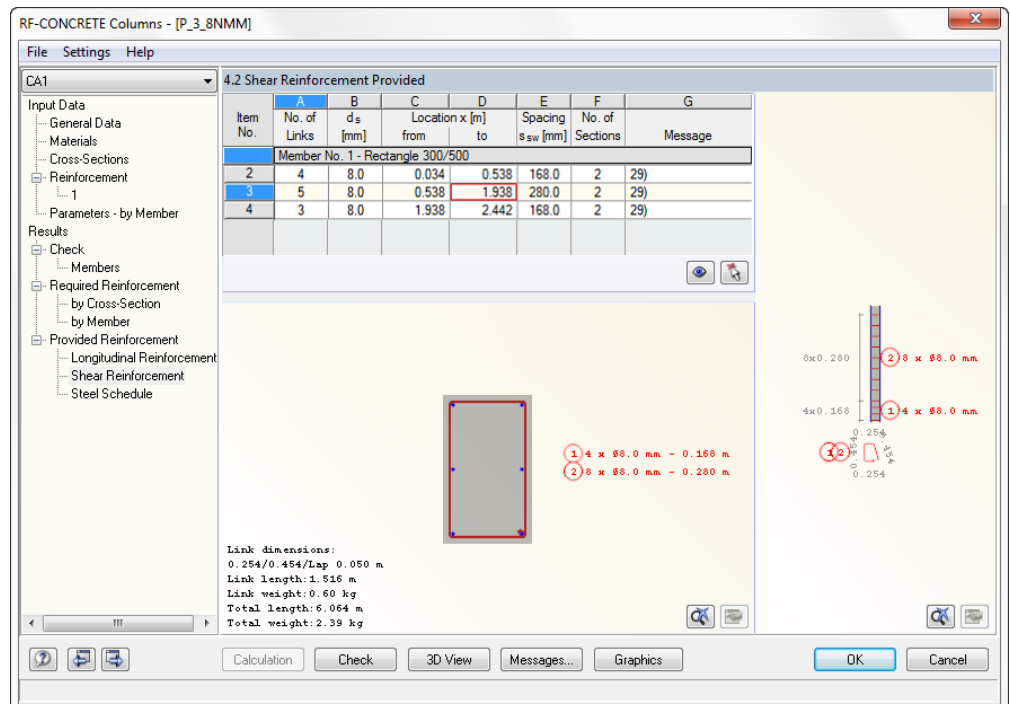 RF-CONCRETE Columns - [P_3_8NMM]
File Settings Help
CA1
Input Data
General Data
Materials
Cross-Sections
Reinforcement
1
Parameters - by Member
Results
Check
Members
Required Reinforcement
by Cross-Section
by Member
Provided Reinforcement
Longitudinal Reinforcement
Shear Reinforcement
Steel Schedule
4.2 Shear Reinforcement Provided
A B C D E F G
Item No. of ds Location x [m] Spacing No. of
No. Links [mm] from to ssw [mm] Sections Message
Member No. 1 - Rectangle 300/500
2 4 8.0 0.034 0.538 168.0 2 29)
3 5 8.0 0.538 1.938 280.0 2 29)
4 3 8.0 1.938 2.442 168.0 2 29)
1 4 x Ø8.0 mm - 0.168 m
2 8 x Ø8.0 mm - 0.280 m
Link dimensions:
0.254/0.454/Lap 0.050 m
Link length:1.516 m
Link weight:0.60 kg
Total length:6.064 m
Total weight:2.39 kg
8x0.280 2 8 x Ø8.0 mm
4x0.168 1 4 x Ø8.0 mm
0.254
1 2 0.454 0.454
0.254
Calculation Check 3D View Messages... Graphics OK Cancel